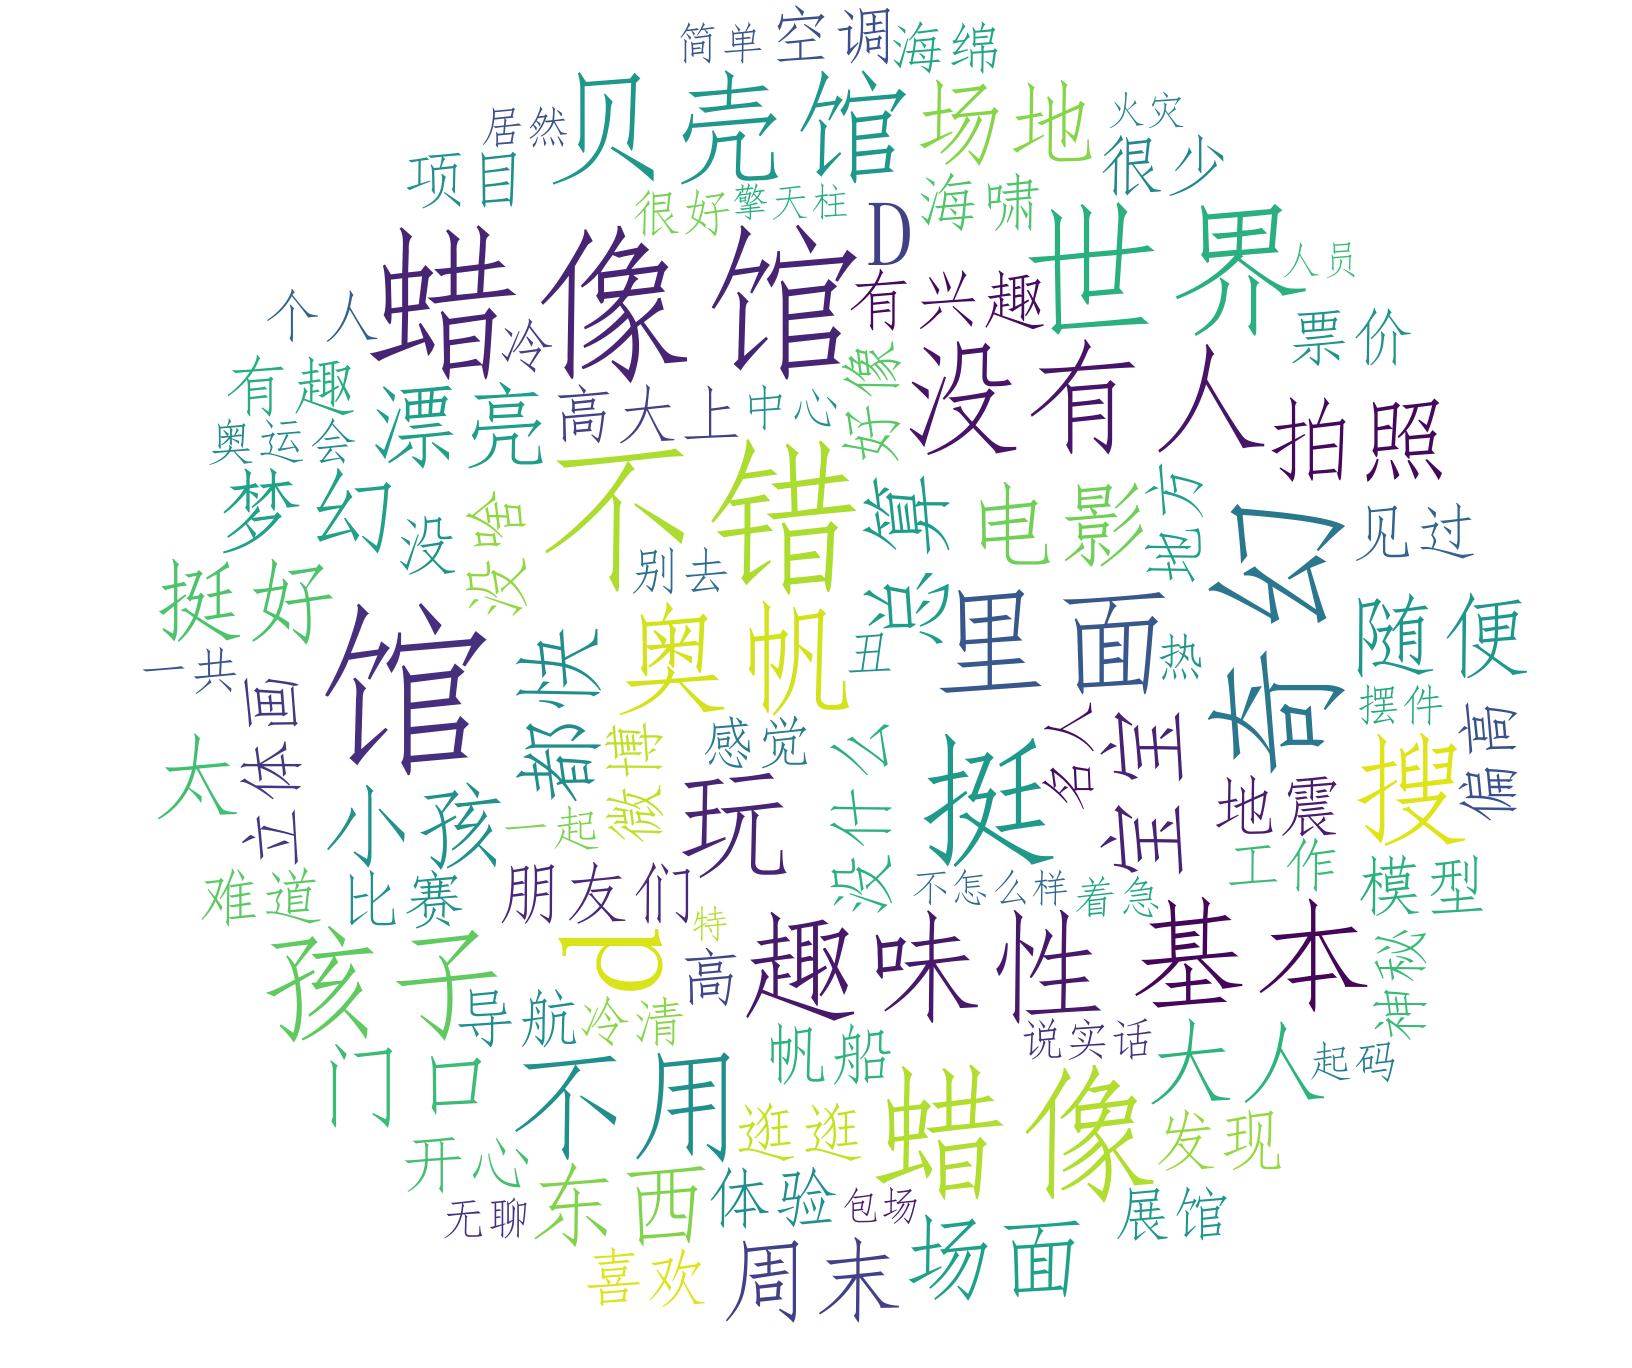 简单
空调
海绵
贝壳馆
场地
火灾
居然
很少
项目
很好
擎天柱
海啸
D
世界
蜡像馆
人员
有兴趣
个人
冷
票价
没有人
好像
有趣
漂亮
高大上
中心
拍照
奥运会
不错
梦幻
没
没啥
总算
电影
地方
奇幻
见过
别去
挺好
馆
奥帆
里面
随便
丑
热
一共
都快
立体画
感觉
微博
没什么
名人
宝宝
摆件
偏高
太
搜
挺
玩
地震
小孩
一起
工作
难道
比赛
朋友们
不怎么样
着急
模型
孩子
d
特
高
趣味性
基本
神秘
导航
冷清
门口
不用
帆船
说实话
大人
起码
蜡像
逛逛
发现
开心
东西
体验
包场
无聊
展馆
场面
喜欢
周末